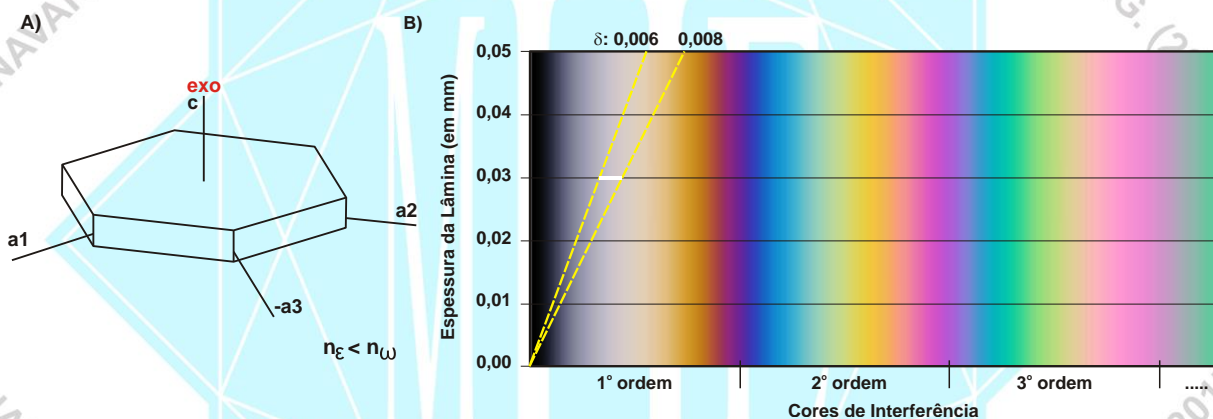 A)
exo
c
a1
a2
-a3
nε < nω
B)
δ: 0,006 0,008
Espessura da Lâmina (em mm)
0,05
0,04
0,03
0,02
0,01
0,00
1° ordem 2° ordem 3° ordem .....
Cores de Interferência